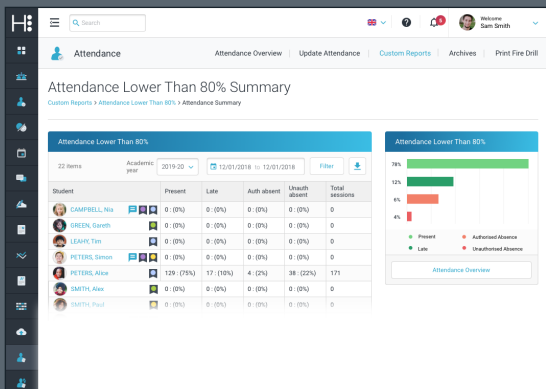 H
Search
6
Welcome
Sam Smith
Attendance
Attendance Overview
Update Attendance
Custom Reports
Archives
Print Fire Drill
Attendance Lower Than 80% Summary
Custom Reports > Attendance Lower Than 80% > Attendance Summary
Attendance Lower Than 80%
22 items
Academic year
2019-20
12/01/2018 to 12/01/2018
Filter
Student Present Late Auth absent Unauth absent Total sessions
CAMPBELL, Nia 0 : (0%) 0 : (0%) 0 : (0%) 0 : (0%) 0
GREEN, Gareth 0 : (0%) 0 : (0%) 0 : (0%) 0 : (0%) 0
LEAHY, Tim 0 : (0%) 0 : (0%) 0 : (0%) 0 : (0%) 0
PETERS, Simon 0 : (0%) 0 : (0%) 0 : (0%) 0 : (0%) 0
PETERS, Alice 129 : (75%) 17 : (10%) 4 : (2%) 38 : (22%) 171
SMITH, Alex 0 : (0%) 0 : (0%) 0 : (0%) 0 : (0%) 0
SMITH, Paul 0 : (0%) 0 : (0%) 0 : (0%) 0 : (0%) 0
Attendance Lower Than 80%
78%
12%
6%
4%
Present
Authorised Absence
Late
Unauthorised Absence
Attendance Overview